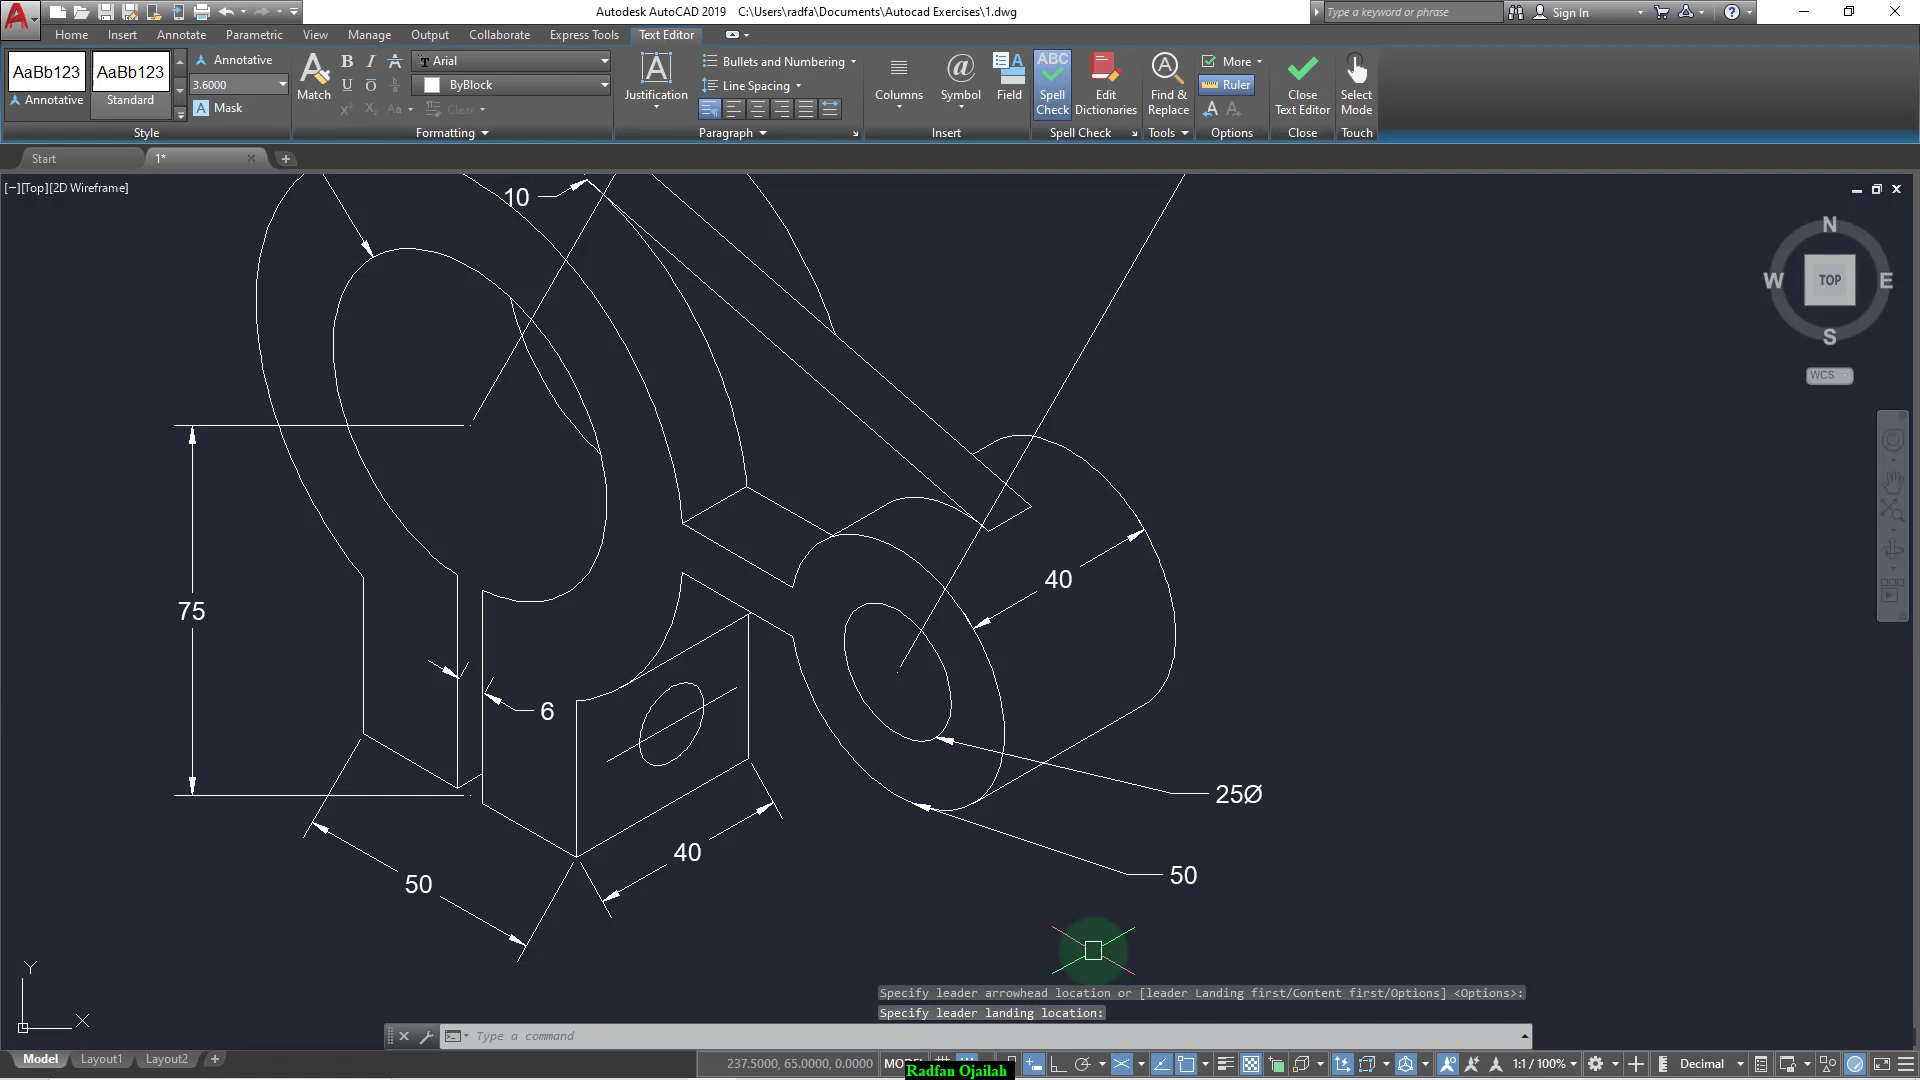 Autodesk AutoCAD 2019 C:\Users\radfa\Documents\Autocad Exercises\1.dwg
Type a keyword or phrase
Sign In
Home Insert Annotate Parametric View Manage Output Collaborate Express Tools Text Editor
AaBb123 AaBb123
Annotative Standard
Annotative
3.6000
Mask
Style
Match
B I A
U O
Aa
Clear
Arial
ByBlock
Formatting
Justification
Bullets and Numbering
Line Spacing
Paragraph
Columns
Symbol
Field
Insert
ABC
Spell Check
Edit Dictionaries
Spell Check
Find & Replace
Tools
More
Ruler
Options
Close Text Editor
Close
Select Mode
Touch
Start
1*
[−][Top][2D Wireframe]
N
W TOP E
S
WCS
10
75
6
40
25Ø
50
40
50
Y
X
Specify leader arrowhead location or [leader Landing first/Content first/Options] <Options>:
Specify leader landing location:
Type a command
Model Layout1 Layout2
237.5000, 65.0000, 0.0000
1:1 / 100%
Decimal
Radfan Ojailah